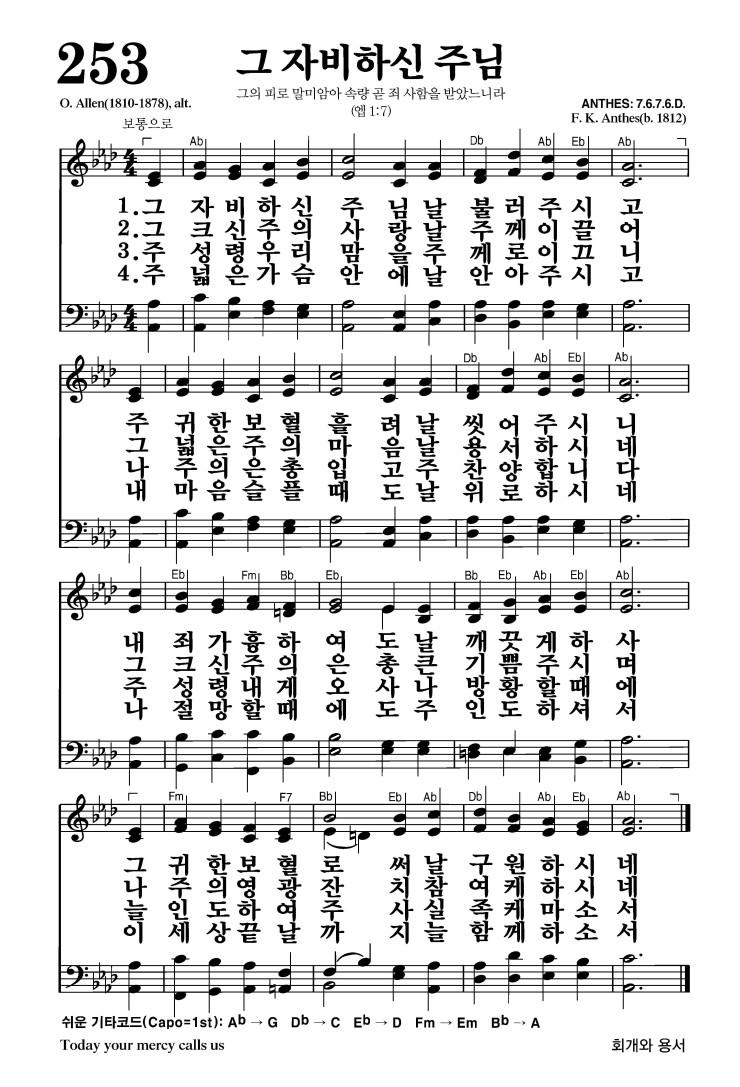 253
그 자비하신 주님
O. Allen(1810-1878), alt.
그의 피로 말미암아 속량 곧 죄 사함을 받았느니라
(엡 1:7)
ANTHES: 7.6.7.6.D.
F. K. Anthes(b. 1812)
보통으로
Ab Db Ab Eb Ab
4 4
1.그 자 비 하 신 주 님 날 불 러 주 시 고
2.그 크 신 주 의 사 랑 날 주 께 이 끌 어
3.주 성 령 우 리 맘 을 주 께 로 이 끄 니
4.주 넓 은 가 슴 안 에 날 안 아 주 시 고
4 4
Db Ab Eb Ab
주 귀 한 보 혈 흘 려 날 씻 어 주 시 니
그 넓 은 주 의 마 음 날 용 서 하 시 네
나 주 의 은 총 입 고 주 찬 양 합 니 다
내 마 음 슬 플 때 도 날 위 로 하 시 네
Eb Fm Bb Eb Bb Eb Ab Eb Ab
내 죄 가 흉 하 여 도 날 깨 끗 게 하 사
그 크 신 주 의 은 총 큰 기 쁨 주 시 며
주 성 령 내 게 오 사 나 방 황 할 때 에
나 절 망 할 때 에 도 주 인 도 하 셔 서
Fm F7 Bb Eb Ab Db Ab Eb Ab
그 귀 한 보 혈 로 써 날 구 원 하 시 네
나 주 의 영 광 잔 치 참 여 케 하 시 네
늘 인 도 하 여 주 사 실 족 케 마 소 서
이 세 상 끝 날 까 지 늘 함 께 하 소 서
쉬운 기타코드(Capo=1st): Ab → G Db → C Eb → D Fm → Em Bb → A
Today your mercy calls us
회개와 용서